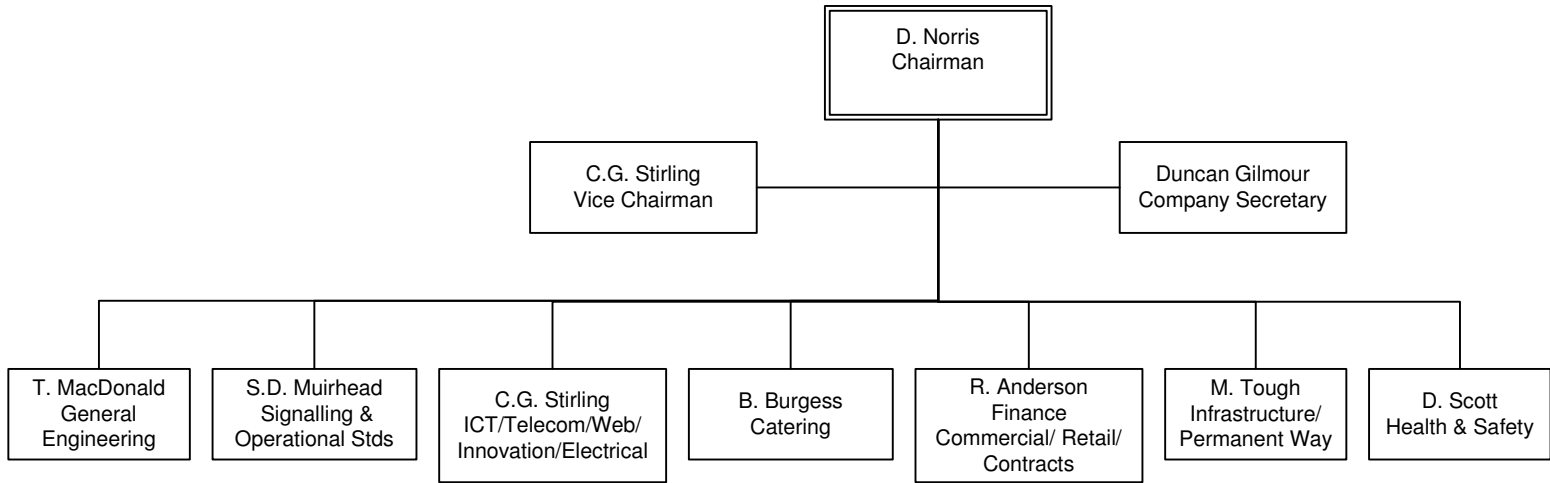 D. Norris
Chairman
C.G. Stirling
Vice Chairman
Duncan Gilmour
Company Secretary
T. MacDonald
General
Engineering
S.D. Muirhead
Signalling &
Operational Stds
C.G. Stirling
ICT/Telecom/Web/
Innovation/Electrical
B. Burgess
Catering
R. Anderson
Finance
Commercial/ Retail/
Contracts
M. Tough
Infrastructure/
Permanent Way
D. Scott
Health & Safety